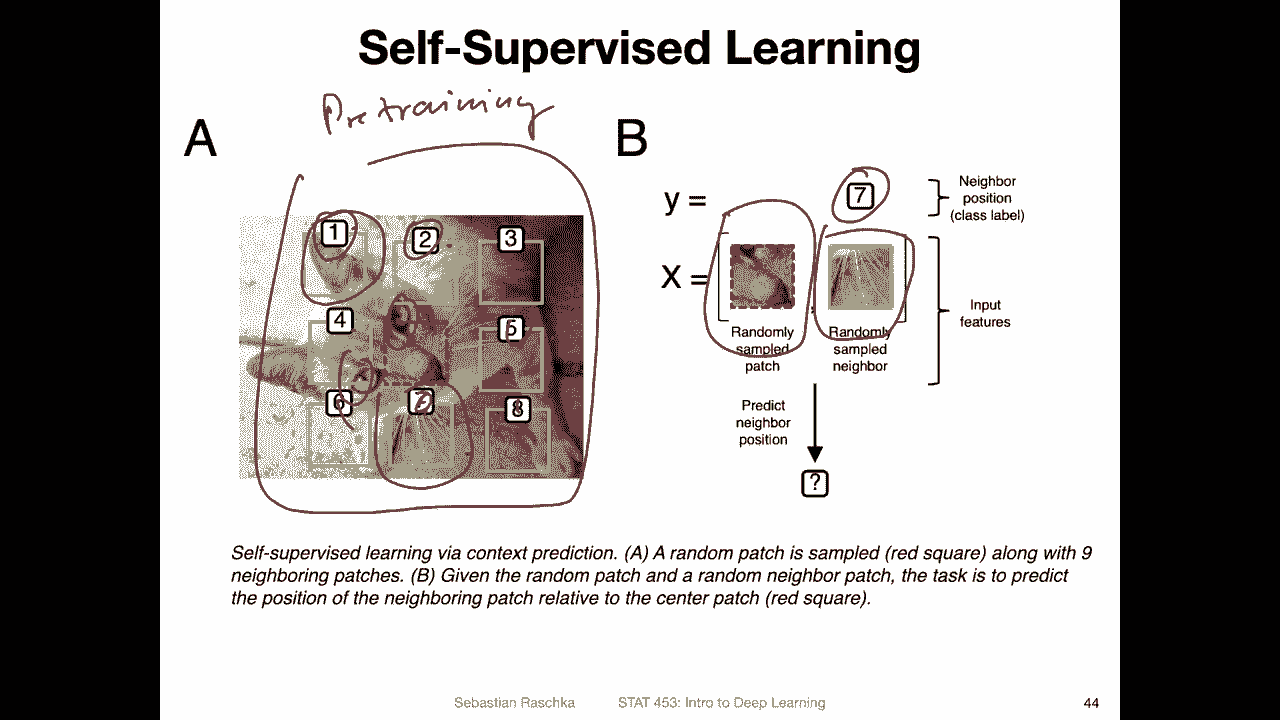 Self-Supervised Learning
Pretraining
A
1
2
3
4
5
6
7
8
B
y =
7
Neighbor
position
(class label)
X =
Input
features
Randomly
sampled
patch
Randomly
sampled
neighbor
Predict
neighbor
position
?
Self-supervised learning via context prediction. (A) A random patch is sampled (red square) along with 9
neighboring patches. (B) Given the random patch and a random neighbor patch, the task is to predict
the position of the neighboring patch relative to the center patch (red square).
Sebastian Raschka STAT 453: Intro to Deep Learning 44